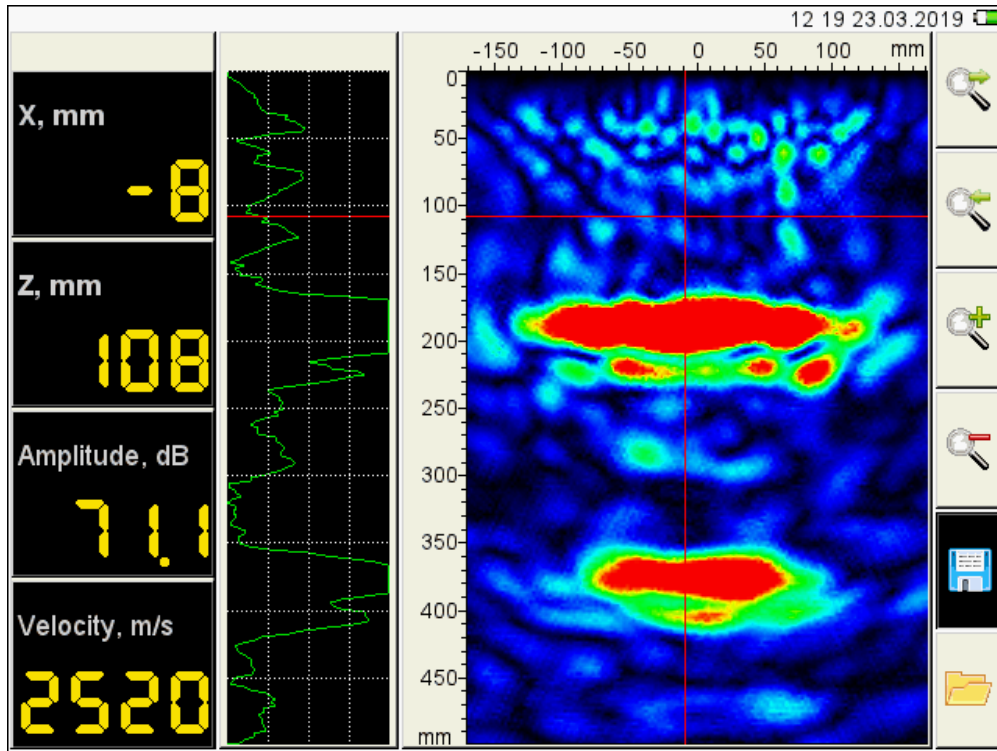 12 19 23.03.2019
X, mm
-8
Z, mm
108
Amplitude, dB
71.1
Velocity, m/s
2520
-150 -100 -50 0 50 100 mm
0
50
100
150
200
250
300
350
400
450
mm